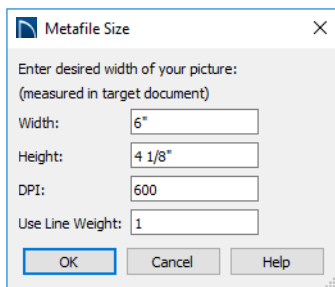 Metafile Size
Enter desired width of your picture:
(measured in target document)
Width: 6"
Height: 4 1/8"
DPI: 600
Use Line Weight: 1
OK Cancel Help